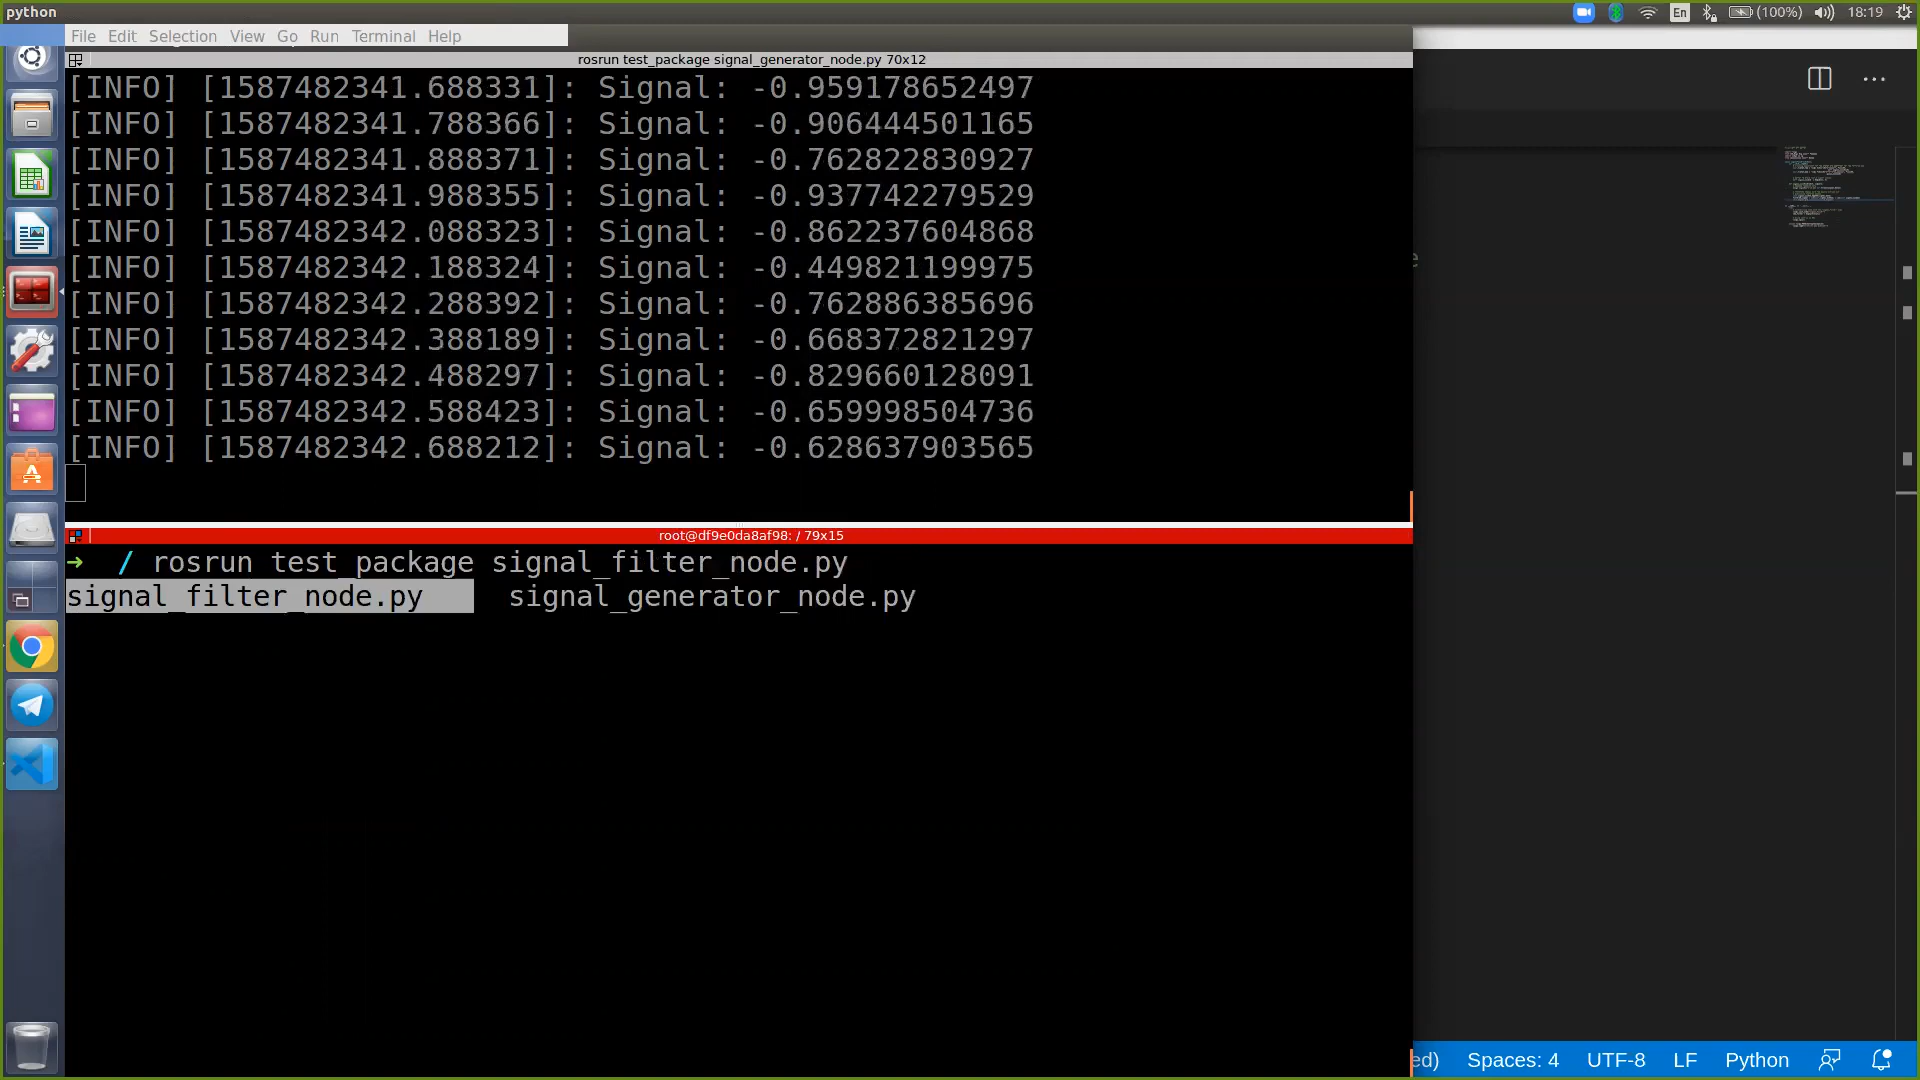 python
En
(100%)
18:19
File Edit Selection View Go Run Terminal Help
rosrun test_package signal_generator_node.py 70x12
[INFO] [1587482341.688331]: Signal: -0.959178652497
[INFO] [1587482341.788366]: Signal: -0.906444501165
[INFO] [1587482341.888371]: Signal: -0.762822830927
[INFO] [1587482341.988355]: Signal: -0.937742279529
[INFO] [1587482342.088323]: Signal: -0.862237604868
[INFO] [1587482342.188324]: Signal: -0.449821199975
[INFO] [1587482342.288392]: Signal: -0.762886385696
[INFO] [1587482342.388189]: Signal: -0.668372821297
[INFO] [1587482342.488297]: Signal: -0.829660128091
[INFO] [1587482342.588423]: Signal: -0.659998504736
[INFO] [1587482342.688212]: Signal: -0.628637903565
root@df9e0da8af98: / 79x15
➜ / rosrun test_package signal_filter_node.py
signal_filter_node.py signal_generator_node.py
ed) Spaces: 4 UTF-8 LF Python